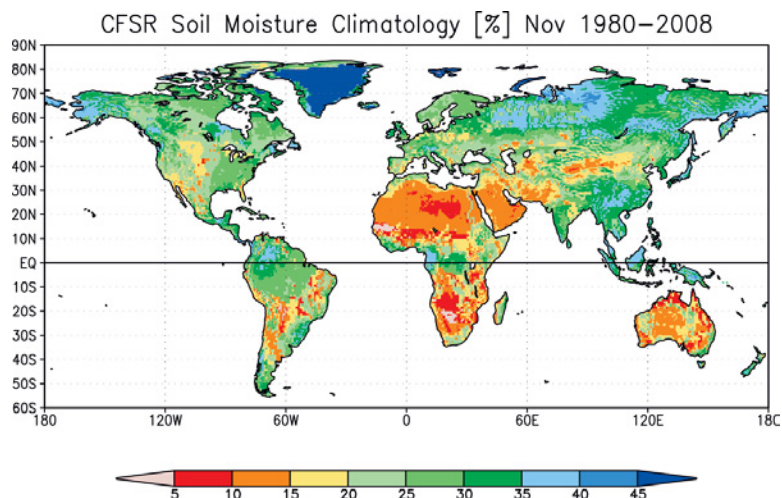 CFSR Soil Moisture Climatology [%] Nov 1980-2008
90N
80N
70N
60N
50N
40N
30N
20N
10N
EQ
10S
20S
30S
40S
50S
60S
180 120W 60W 0 60E 120E 18
5 10 15 20 25 30 35 40 45